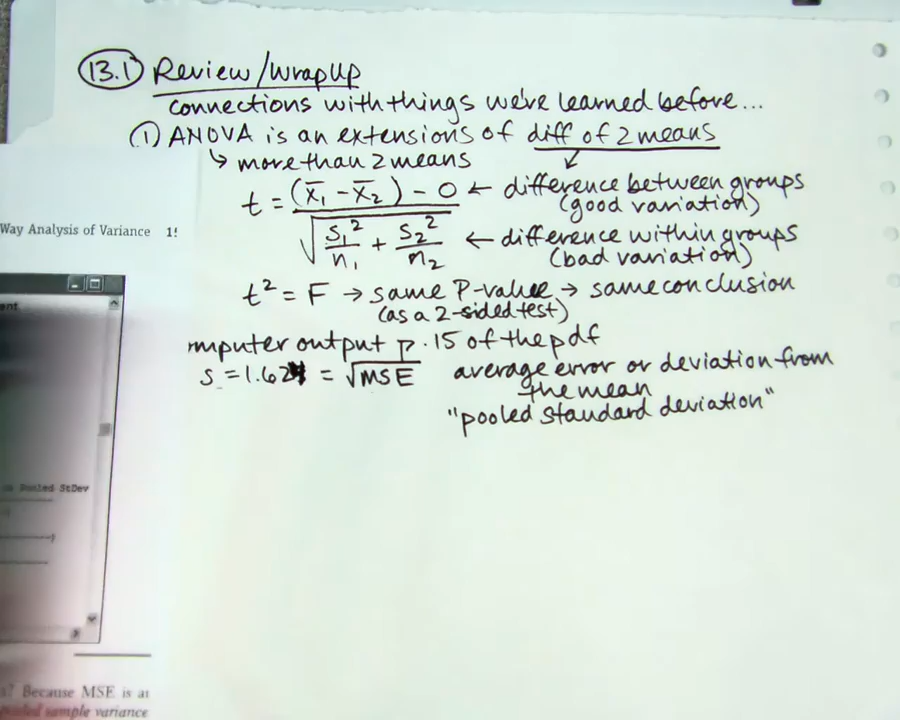 13.1 Review/WrapUp
connections with things we've learned before...
① ANOVA is an extensions of diff of 2 means
↳ more than 2 means
t = (x̄₁ - x̄₂) - 0 ← difference between groups
(good variation)
√ s₁²/n₁ + s₂²/n₂ ← difference within groups
(bad variation)
t² = F → same P-value → same conclusion
(as a 2-sided test)
mputer output p.15 of the pdf
s = 1.62 = √MSE average error or deviation from
the mean
"pooled standard deviation"
Way Analysis of Variance
ent
Pooled StDev
s? Because MSE is
pooled sample variance